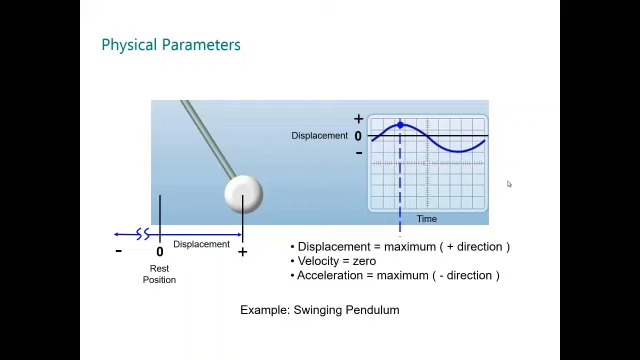 Physical Parameters
+
Displacement 0
-
Time
Displacement
- 0 +
Rest
Position
• Displacement = maximum ( + direction )
• Velocity = zero
• Acceleration = maximum ( - direction )
Example: Swinging Pendulum